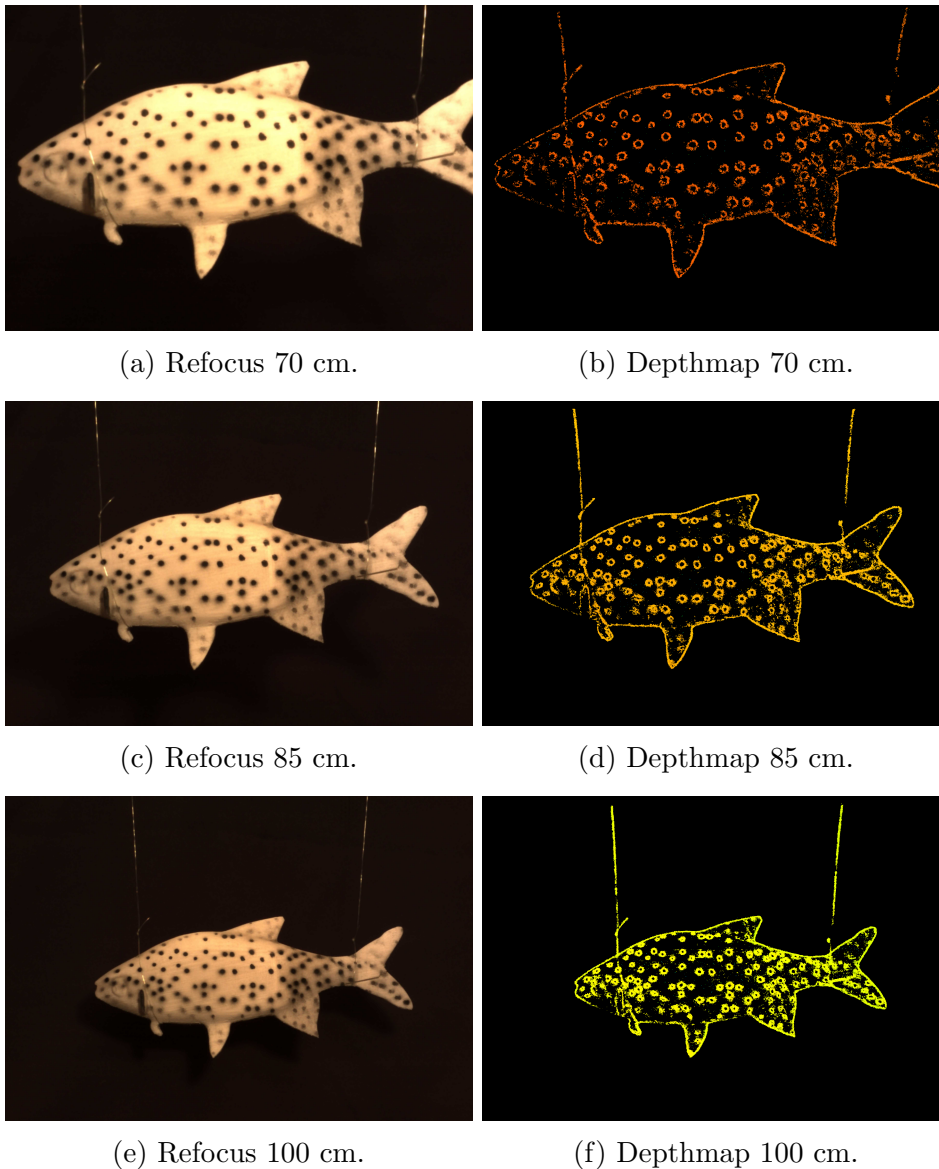 (a) Refocus 70 cm.
(b) Depthmap 70 cm.
(c) Refocus 85 cm.
(d) Depthmap 85 cm.
(e) Refocus 100 cm.
(f) Depthmap 100 cm.